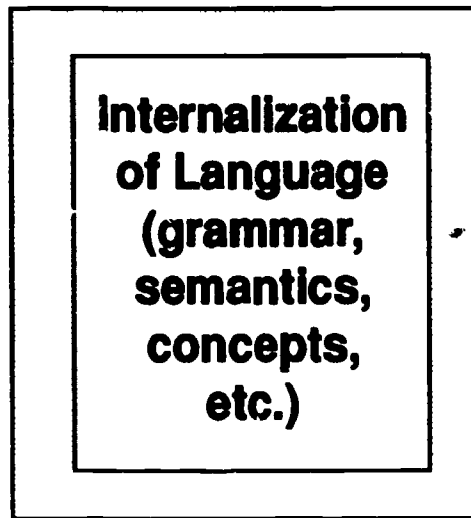 Internalization
of Language
(grammar,
semantics,
concepts,
etc.)